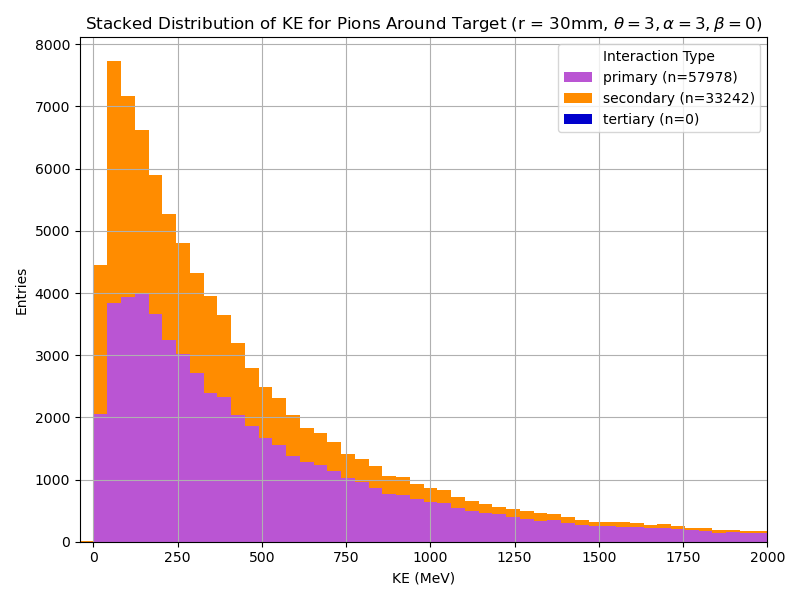 Stacked Distribution of KE for Pions Around Target (r = 30mm, θ = 3, α = 3, β = 0)
Interaction Type
primary (n=57978)
secondary (n=33242)
tertiary (n=0)
8000
7000
6000
5000
4000
3000
2000
1000
0
Entries
0 250 500 750 1000 1250 1500 1750 2000
KE (MeV)